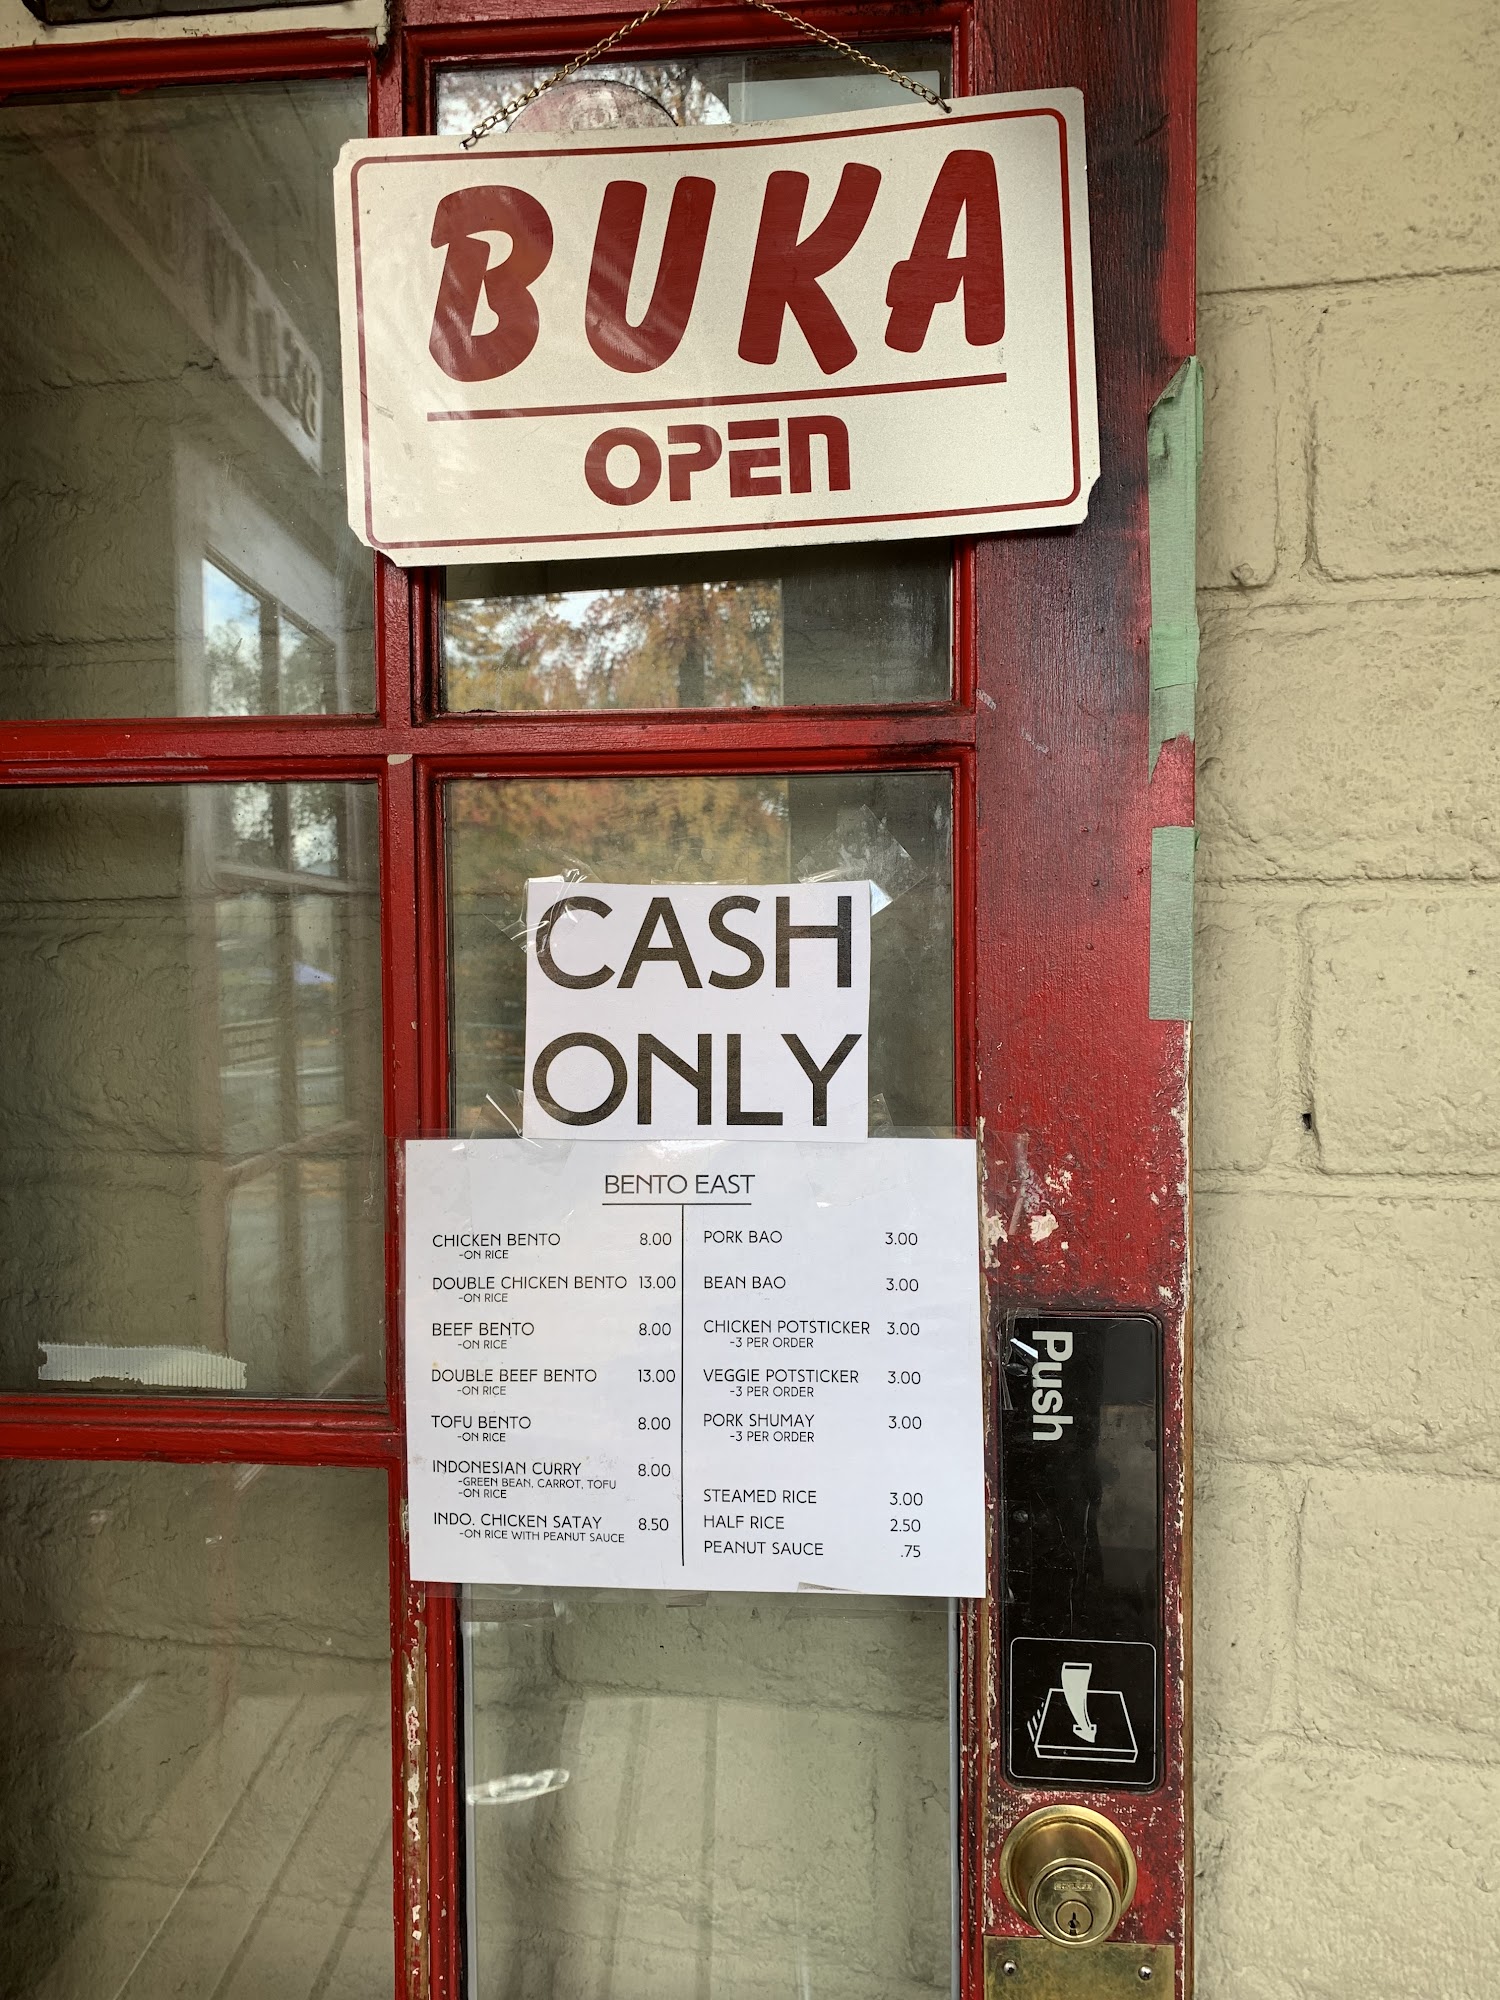 BUKA
OPEN
CASH
ONLY
BENTO EAST
CHICKEN BENTO 8.00
-ON RICE
DOUBLE CHICKEN BENTO 13.00
-ON RICE
BEEF BENTO 8.00
-ON RICE
DOUBLE BEEF BENTO 13.00
-ON RICE
TOFU BENTO 8.00
-ON RICE
INDONESIAN CURRY 8.00
-GREEN BEAN, CARROT, TOFU
-ON RICE
INDO. CHICKEN SATAY 8.50
-ON RICE WITH PEANUT SAUCE
PORK BAO 3.00
BEAN BAO 3.00
CHICKEN POTSTICKER 3.00
-3 PER ORDER
VEGGIE POTSTICKER 3.00
-3 PER ORDER
PORK SHUMAY 3.00
-3 PER ORDER
STEAMED RICE 3.00
HALF RICE 2.50
PEANUT SAUCE .75
Push